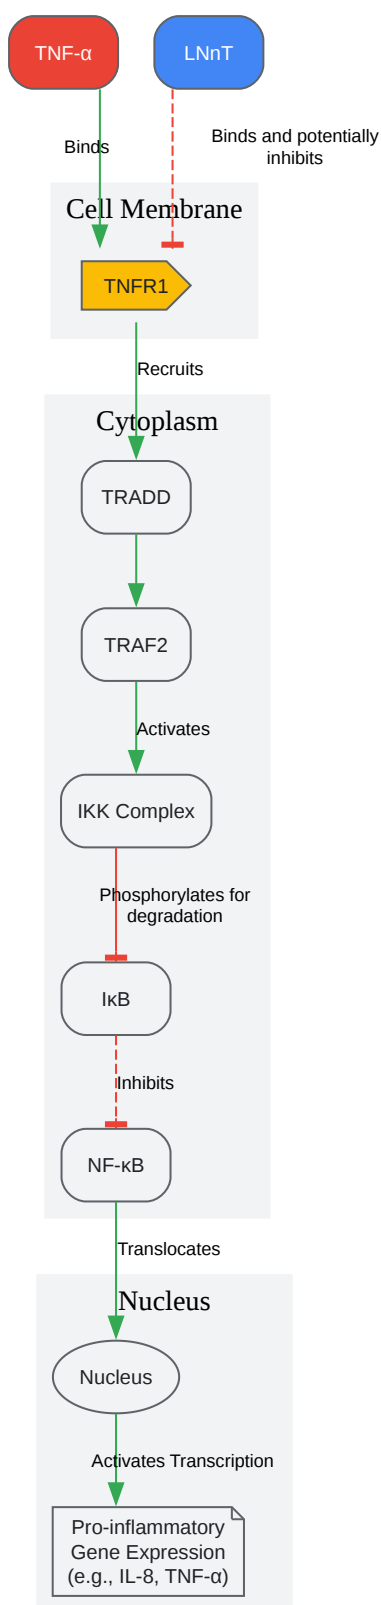 TNF-α
LNnT
Binds
Binds and potentially
inhibits
Cell Membrane
TNFR1
Recruits
Cytoplasm
TRADD
TRAF2
Activates
IKK Complex
Phosphorylates for
degradation
IκB
Inhibits
NF-κB
Translocates
Nucleus
Nucleus
Activates Transcription
Pro-inflammatory
Gene Expression
(e.g., IL-8, TNF-α)